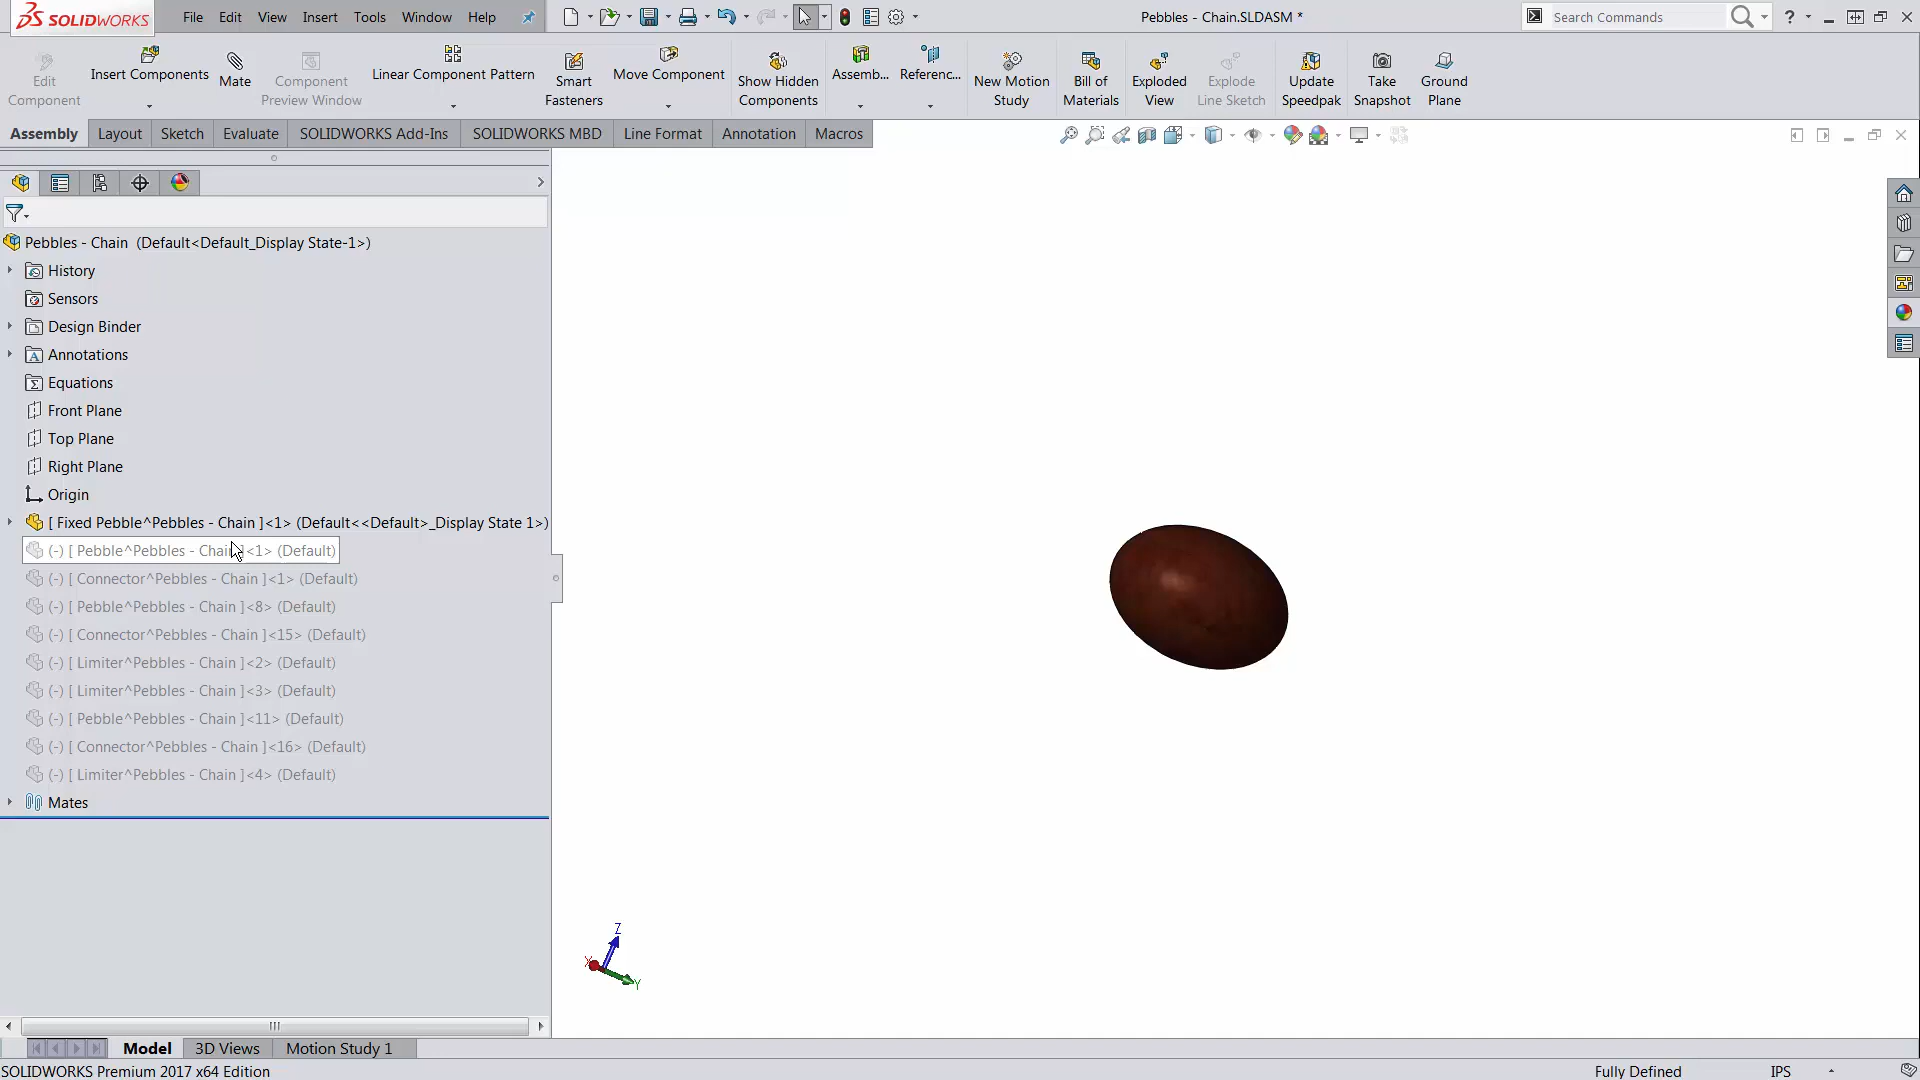 SOLIDWORKS File Edit View Insert Tools Window Help Pebbles - Chain.SLDASM * Search Commands ?
Edit Component
Insert Components
Mate
Component Preview Window
Linear Component Pattern
Smart Fasteners
Move Component
Show Hidden Components
Assemb...
Referenc...
New Motion Study
Bill of Materials
Exploded View
Explode Line Sketch
Update Speedpak
Take Snapshot
Ground Plane
Assembly Layout Sketch Evaluate SOLIDWORKS Add-Ins SOLIDWORKS MBD Line Format Annotation Macros
Pebbles - Chain (Default<Default_Display State-1>)
History
Sensors
Design Binder
Annotations
Equations
Front Plane
Top Plane
Right Plane
Origin
[ Fixed Pebble^Pebbles - Chain ]<1> (Default<<Default>_Display State 1>)
(-) [ Pebble^Pebbles - Chain ]<1> (Default)
(-) [ Connector^Pebbles - Chain ]<1> (Default)
(-) [ Pebble^Pebbles - Chain ]<8> (Default)
(-) [ Connector^Pebbles - Chain ]<15> (Default)
(-) [ Limiter^Pebbles - Chain ]<2> (Default)
(-) [ Limiter^Pebbles - Chain ]<3> (Default)
(-) [ Pebble^Pebbles - Chain ]<11> (Default)
(-) [ Connector^Pebbles - Chain ]<16> (Default)
(-) [ Limiter^Pebbles - Chain ]<4> (Default)
Mates
Z
X
Y
Model 3D Views Motion Study 1
SOLIDWORKS Premium 2017 x64 Edition Fully Defined IPS